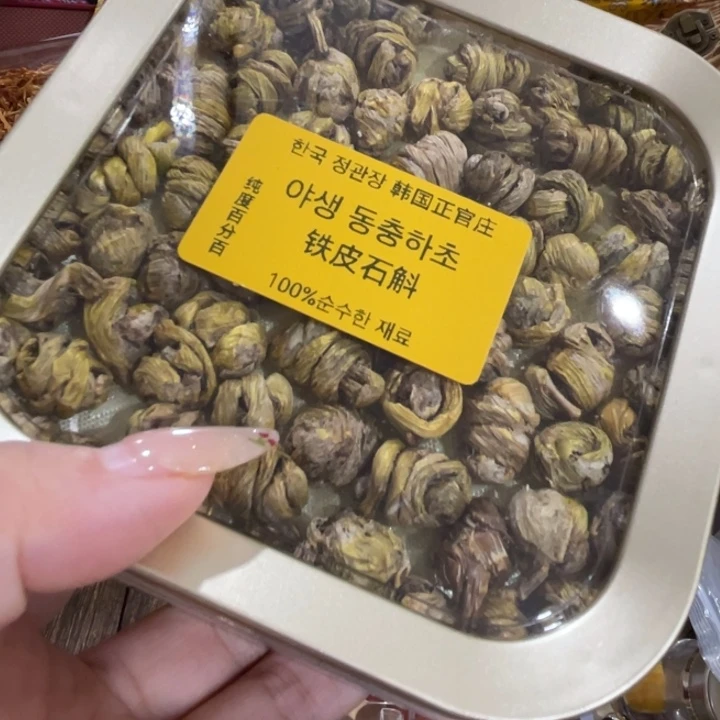 한국 정관장 韩国正官庄
야생 동충하초
铁皮石斛
100%순수한 재료
纯度百分百